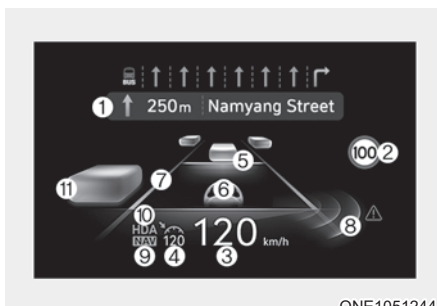 BUS
① 250m Namyang Street
100 ②
⑤
⑪ ⑦ ⑥
⑩ ⑧
HDA 120 120 km/h
NAV
⑨ ④ ③
ONE1051244